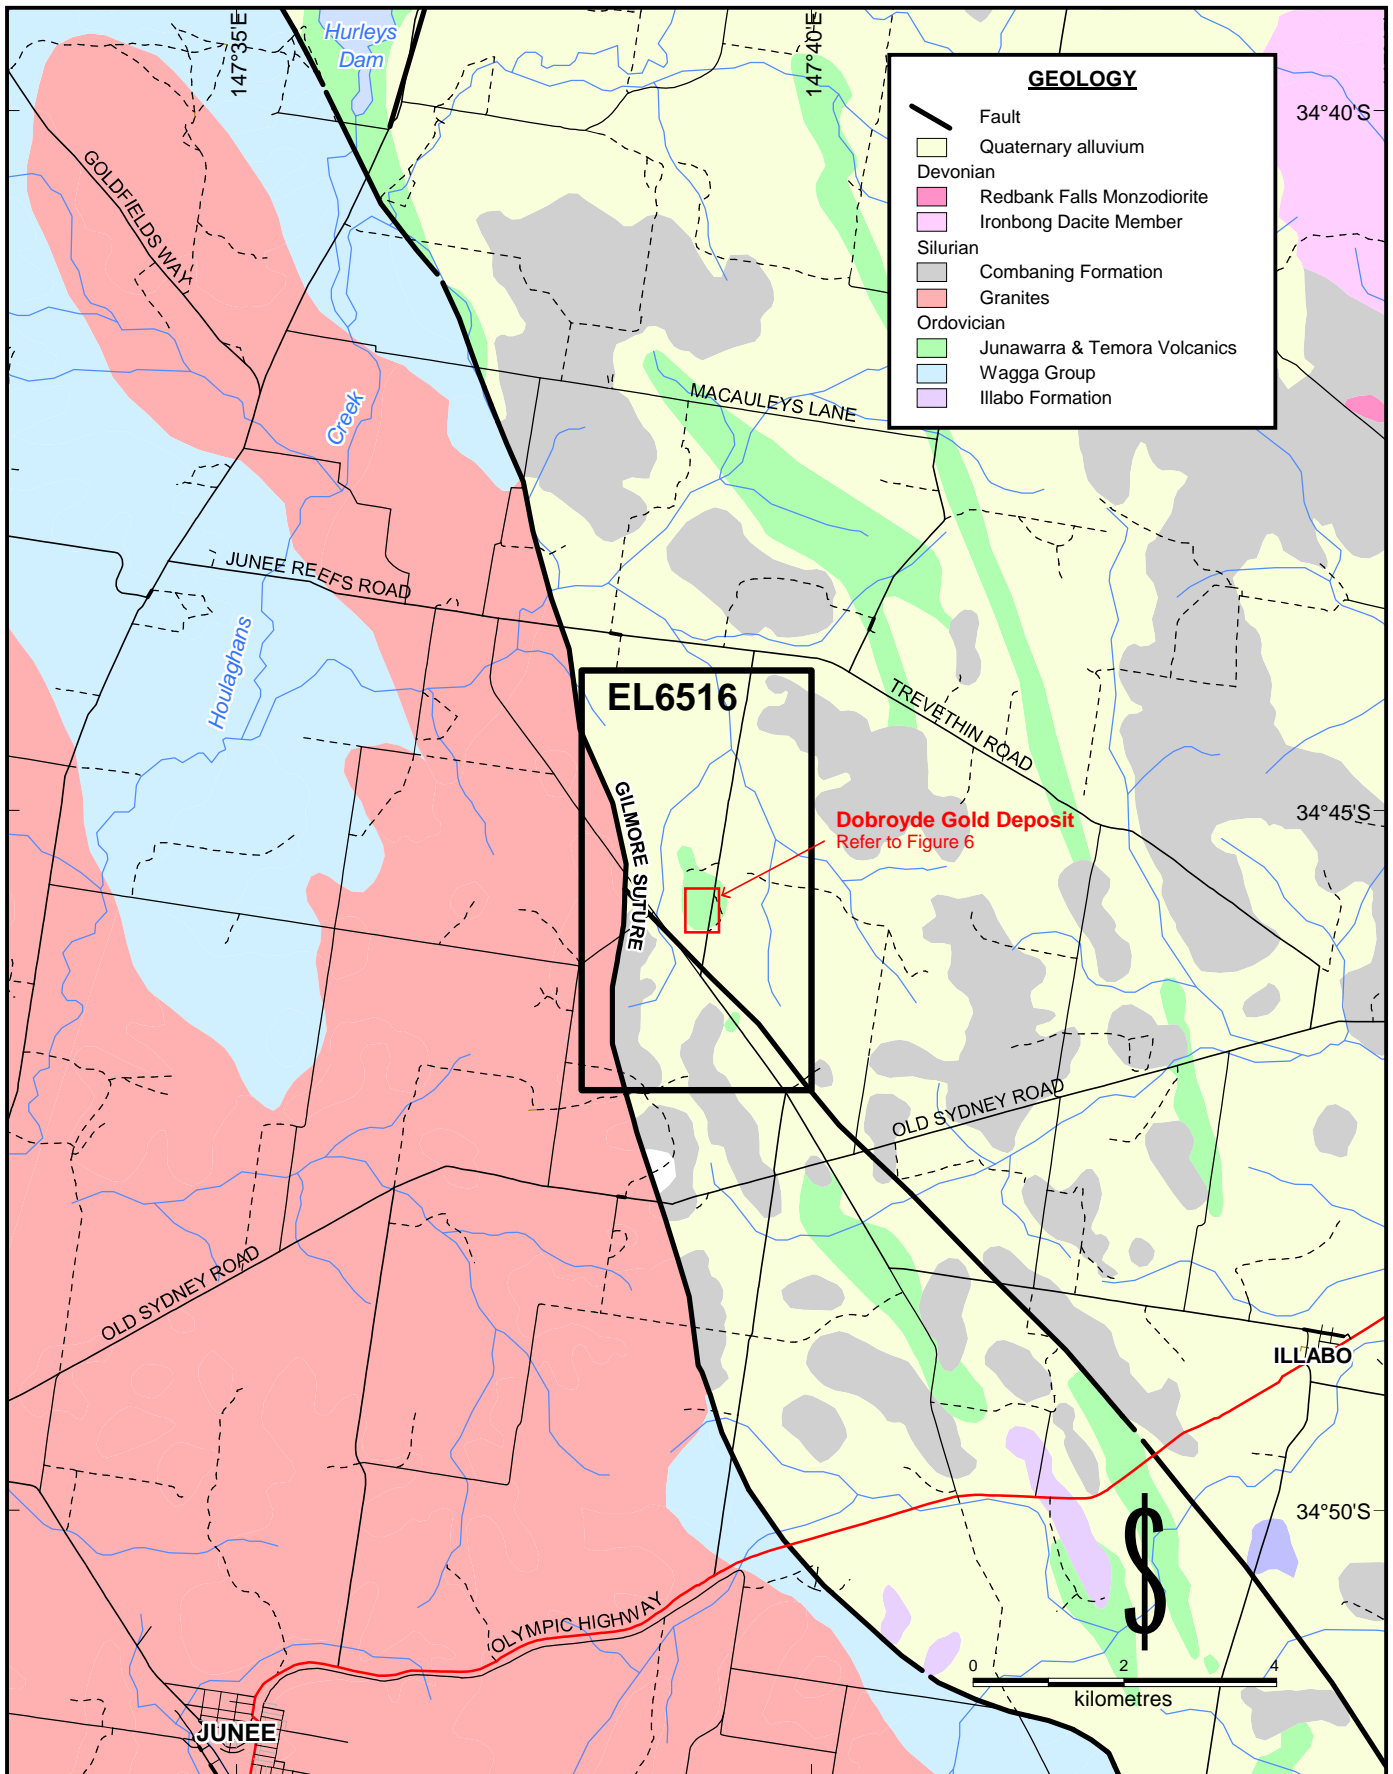 Hurleys
Dam
147°35'E
147°40'E
GEOLOGY
Fault
Quaternary alluvium
Devonian
Redbank Falls Monzodiorite
Ironbong Dacite Member
Silurian
Combaning Formation
Granites
Ordovician
Junawarra & Temora Volcanics
Wagga Group
Illabo Formation
34°40'S
GOLDFIELDS WAY
MACAULEYS LANE
Creek
JUNEE REEFS ROAD
Houlaghans
EL6516
TREVETHIN ROAD
GILMORE SUTURE
Dobroyde Gold Deposit
Refer to Figure 6
34°45'S
OLD SYDNEY ROAD
OLD SYDNEY ROAD
ILLABO
34°50'S
$
OLYMPIC HIGHWAY
0 2 4
kilometres
JUNEE